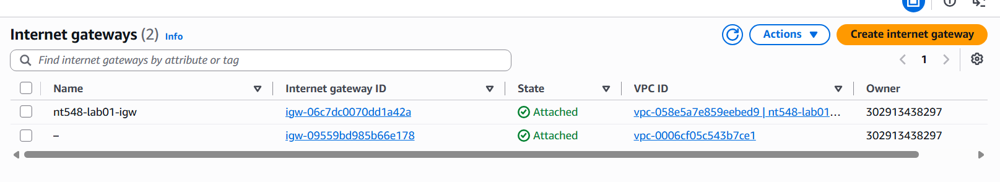 Internet gateways (2) Info
Actions
Create internet gateway
Find internet gateways by attribute or tag
1
Name Internet gateway ID State VPC ID Owner
nt548-lab01-igw igw-06c7dc0070dd1a42a Attached vpc-058e5a7e859eebed9 | nt548-lab01… 302913438297
– igw-09559bd985b66e178 Attached vpc-0006cf05c543b7ce1 302913438297